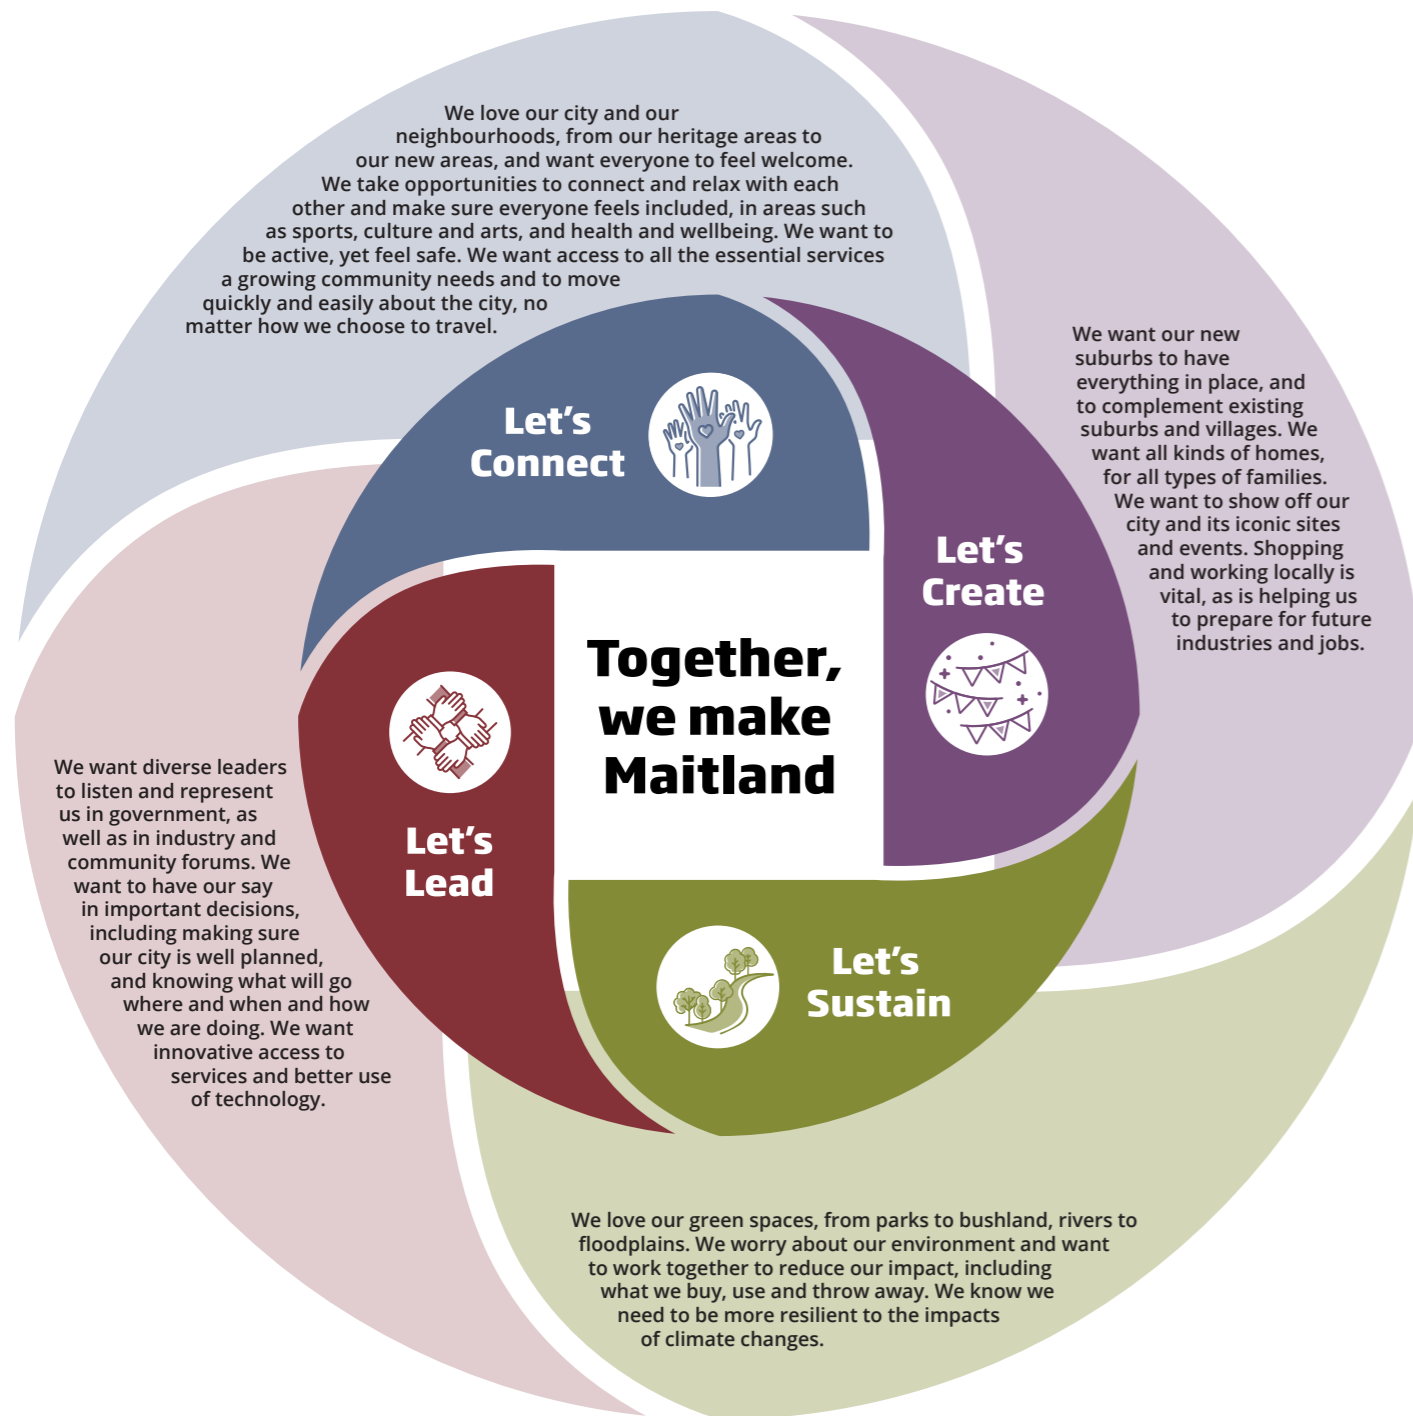 We love our city and our
neighbourhoods, from our heritage areas to
our new areas, and want everyone to feel welcome.
We take opportunities to connect and relax with each
other and make sure everyone feels included, in areas such
as sports, culture and arts, and health and wellbeing. We want to
be active, yet feel safe. We want access to all the essential services
a growing community needs and to move
quickly and easily about the city, no
matter how we choose to travel.
Let's
Connect
We want our new
suburbs to have
everything in place, and
to complement existing
suburbs and villages. We
want all kinds of homes,
for all types of families.
We want to show off our
city and its iconic sites
and events. Shopping
and working locally is
vital, as is helping us
to prepare for future
industries and jobs.
Let's
Create
Together,
we make
Maitland
We want diverse leaders
to listen and represent
us in government, as
well as in industry and
community forums. We
want to have our say
in important decisions,
including making sure
our city is well planned,
and knowing what will go
where and when and how
we are doing. We want
innovative access to
services and better use
of technology.
Let's
Lead
Let's
Sustain
We love our green spaces, from parks to bushland, rivers to
floodplains. We worry about our environment and want
to work together to reduce our impact, including
what we buy, use and throw away. We know we
need to be more resilient to the impacts
of climate changes.